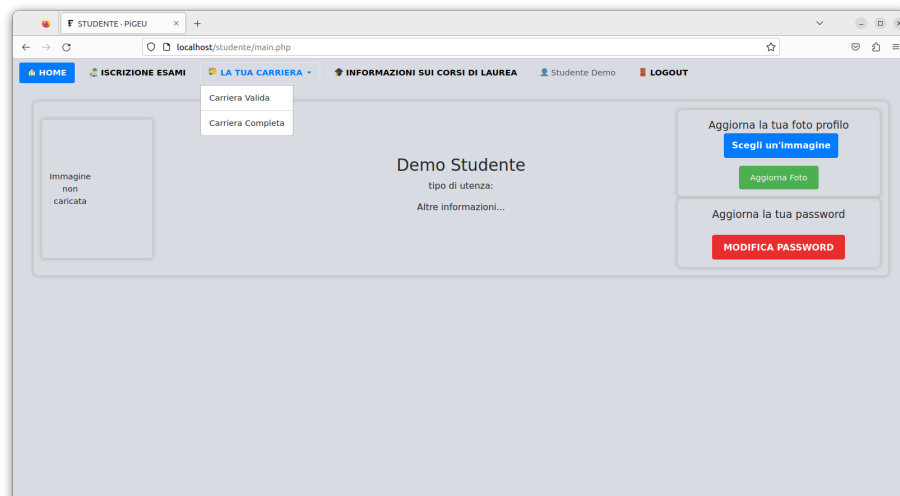 STUDENTE · PiGEU
localhost/studente/main.php
HOME
ISCRIZIONE ESAMI
LA TUA CARRIERA
INFORMAZIONI SUI CORSI DI LAUREA
Studente Demo
LOGOUT
Carriera Valida
Carriera Completa
Immagine
non
caricata
Demo Studente
tipo di utenza:
Altre informazioni...
Aggiorna la tua foto profilo
Scegli un'immagine
Aggiorna Foto
Aggiorna la tua password
MODIFICA PASSWORD